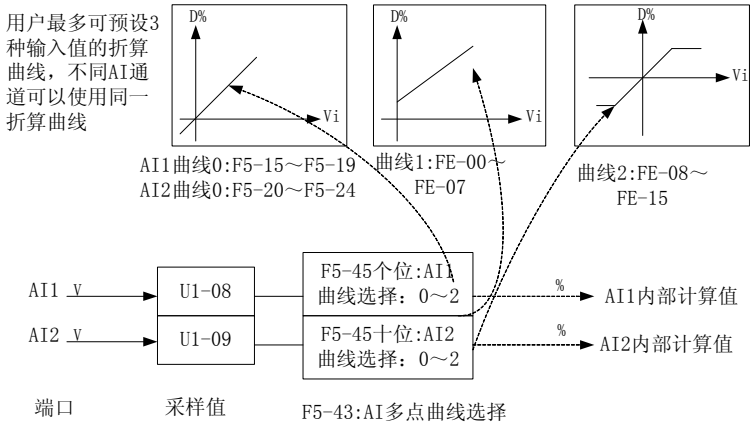 用户最多可预设3
种输入值的折算
曲线，不同AI通
道可以使用同一
折算曲线
D%
Vi
AI1曲线0:F5-15～F5-19
AI2曲线0:F5-20～F5-24
D%
Vi
曲线1:FE-00～
FE-07
D%
Vi
曲线2:FE-08～
FE-15
AI1 V
U1-08
F5-45个位:AI1
曲线选择：0～2
%
AI1内部计算值
AI2 V
U1-09
F5-45十位:AI2
曲线选择：0～2
%
AI2内部计算值
端口
采样值
F5-43:AI多点曲线选择